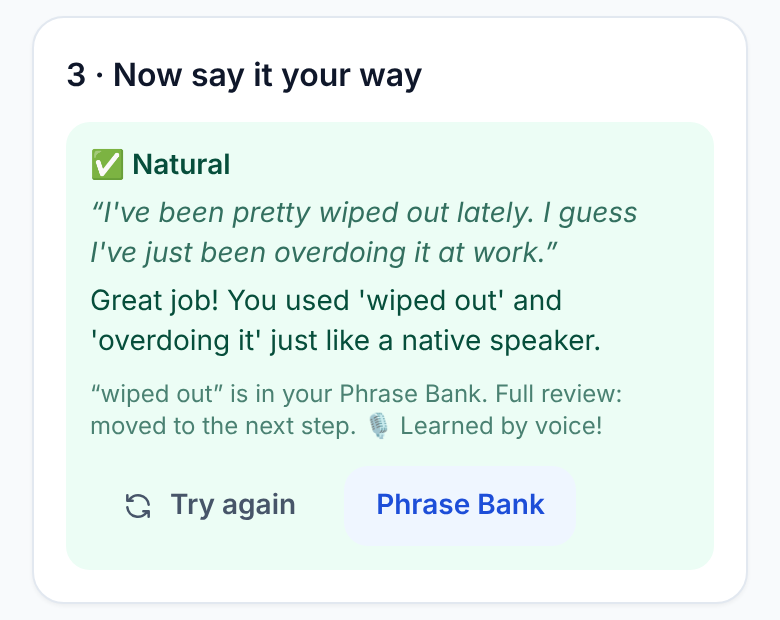 3 · Now say it your way
✅ Natural
“I've been pretty wiped out lately. I guess
I've just been overdoing it at work.”
Great job! You used 'wiped out' and
'overdoing it' just like a native speaker.
“wiped out” is in your Phrase Bank. Full review:
moved to the next step. 🎙️ Learned by voice!
Try again
Phrase Bank